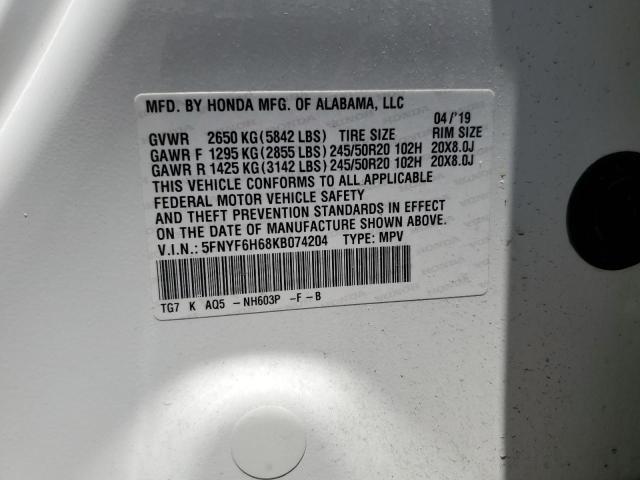 MFD. BY HONDA MFG. OF ALABAMA, LLC
04/'19
GVWR 2650 KG(5842 LBS) TIRE SIZE RIM SIZE
GAWR F 1295 KG(2855 LBS) 245/50R20 102H 20X8.0J
GAWR R 1425 KG(3142 LBS) 245/50R20 102H 20X8.0J
THIS VEHICLE CONFORMS TO ALL APPLICABLE
FEDERAL MOTOR VEHICLE SAFETY
AND THEFT PREVENTION STANDARDS IN EFFECT
ON THE DATE OF MANUFACTURE SHOWN ABOVE.
V.I.N.: 5FNYF6H68KB074204 TYPE: MPV
TG7 K AQ5 -NH603P -F-B